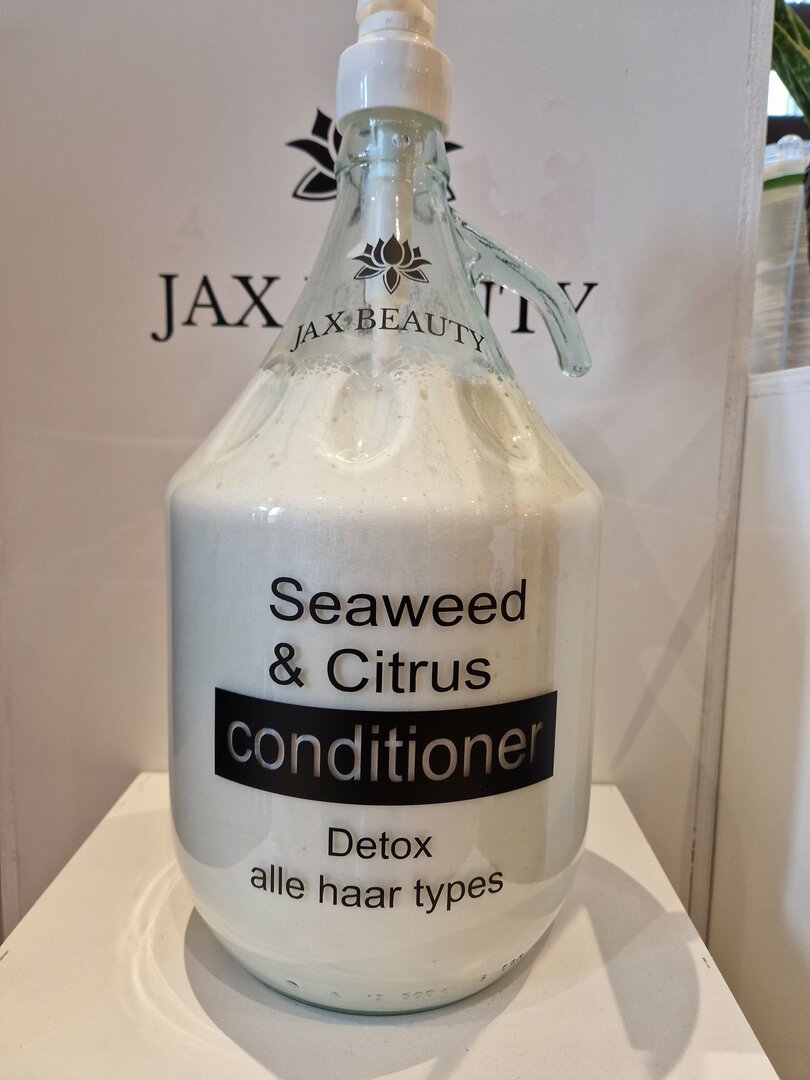 JAX BEAUTY
Seaweed
& Citrus
conditioner
Detox
alle haar types